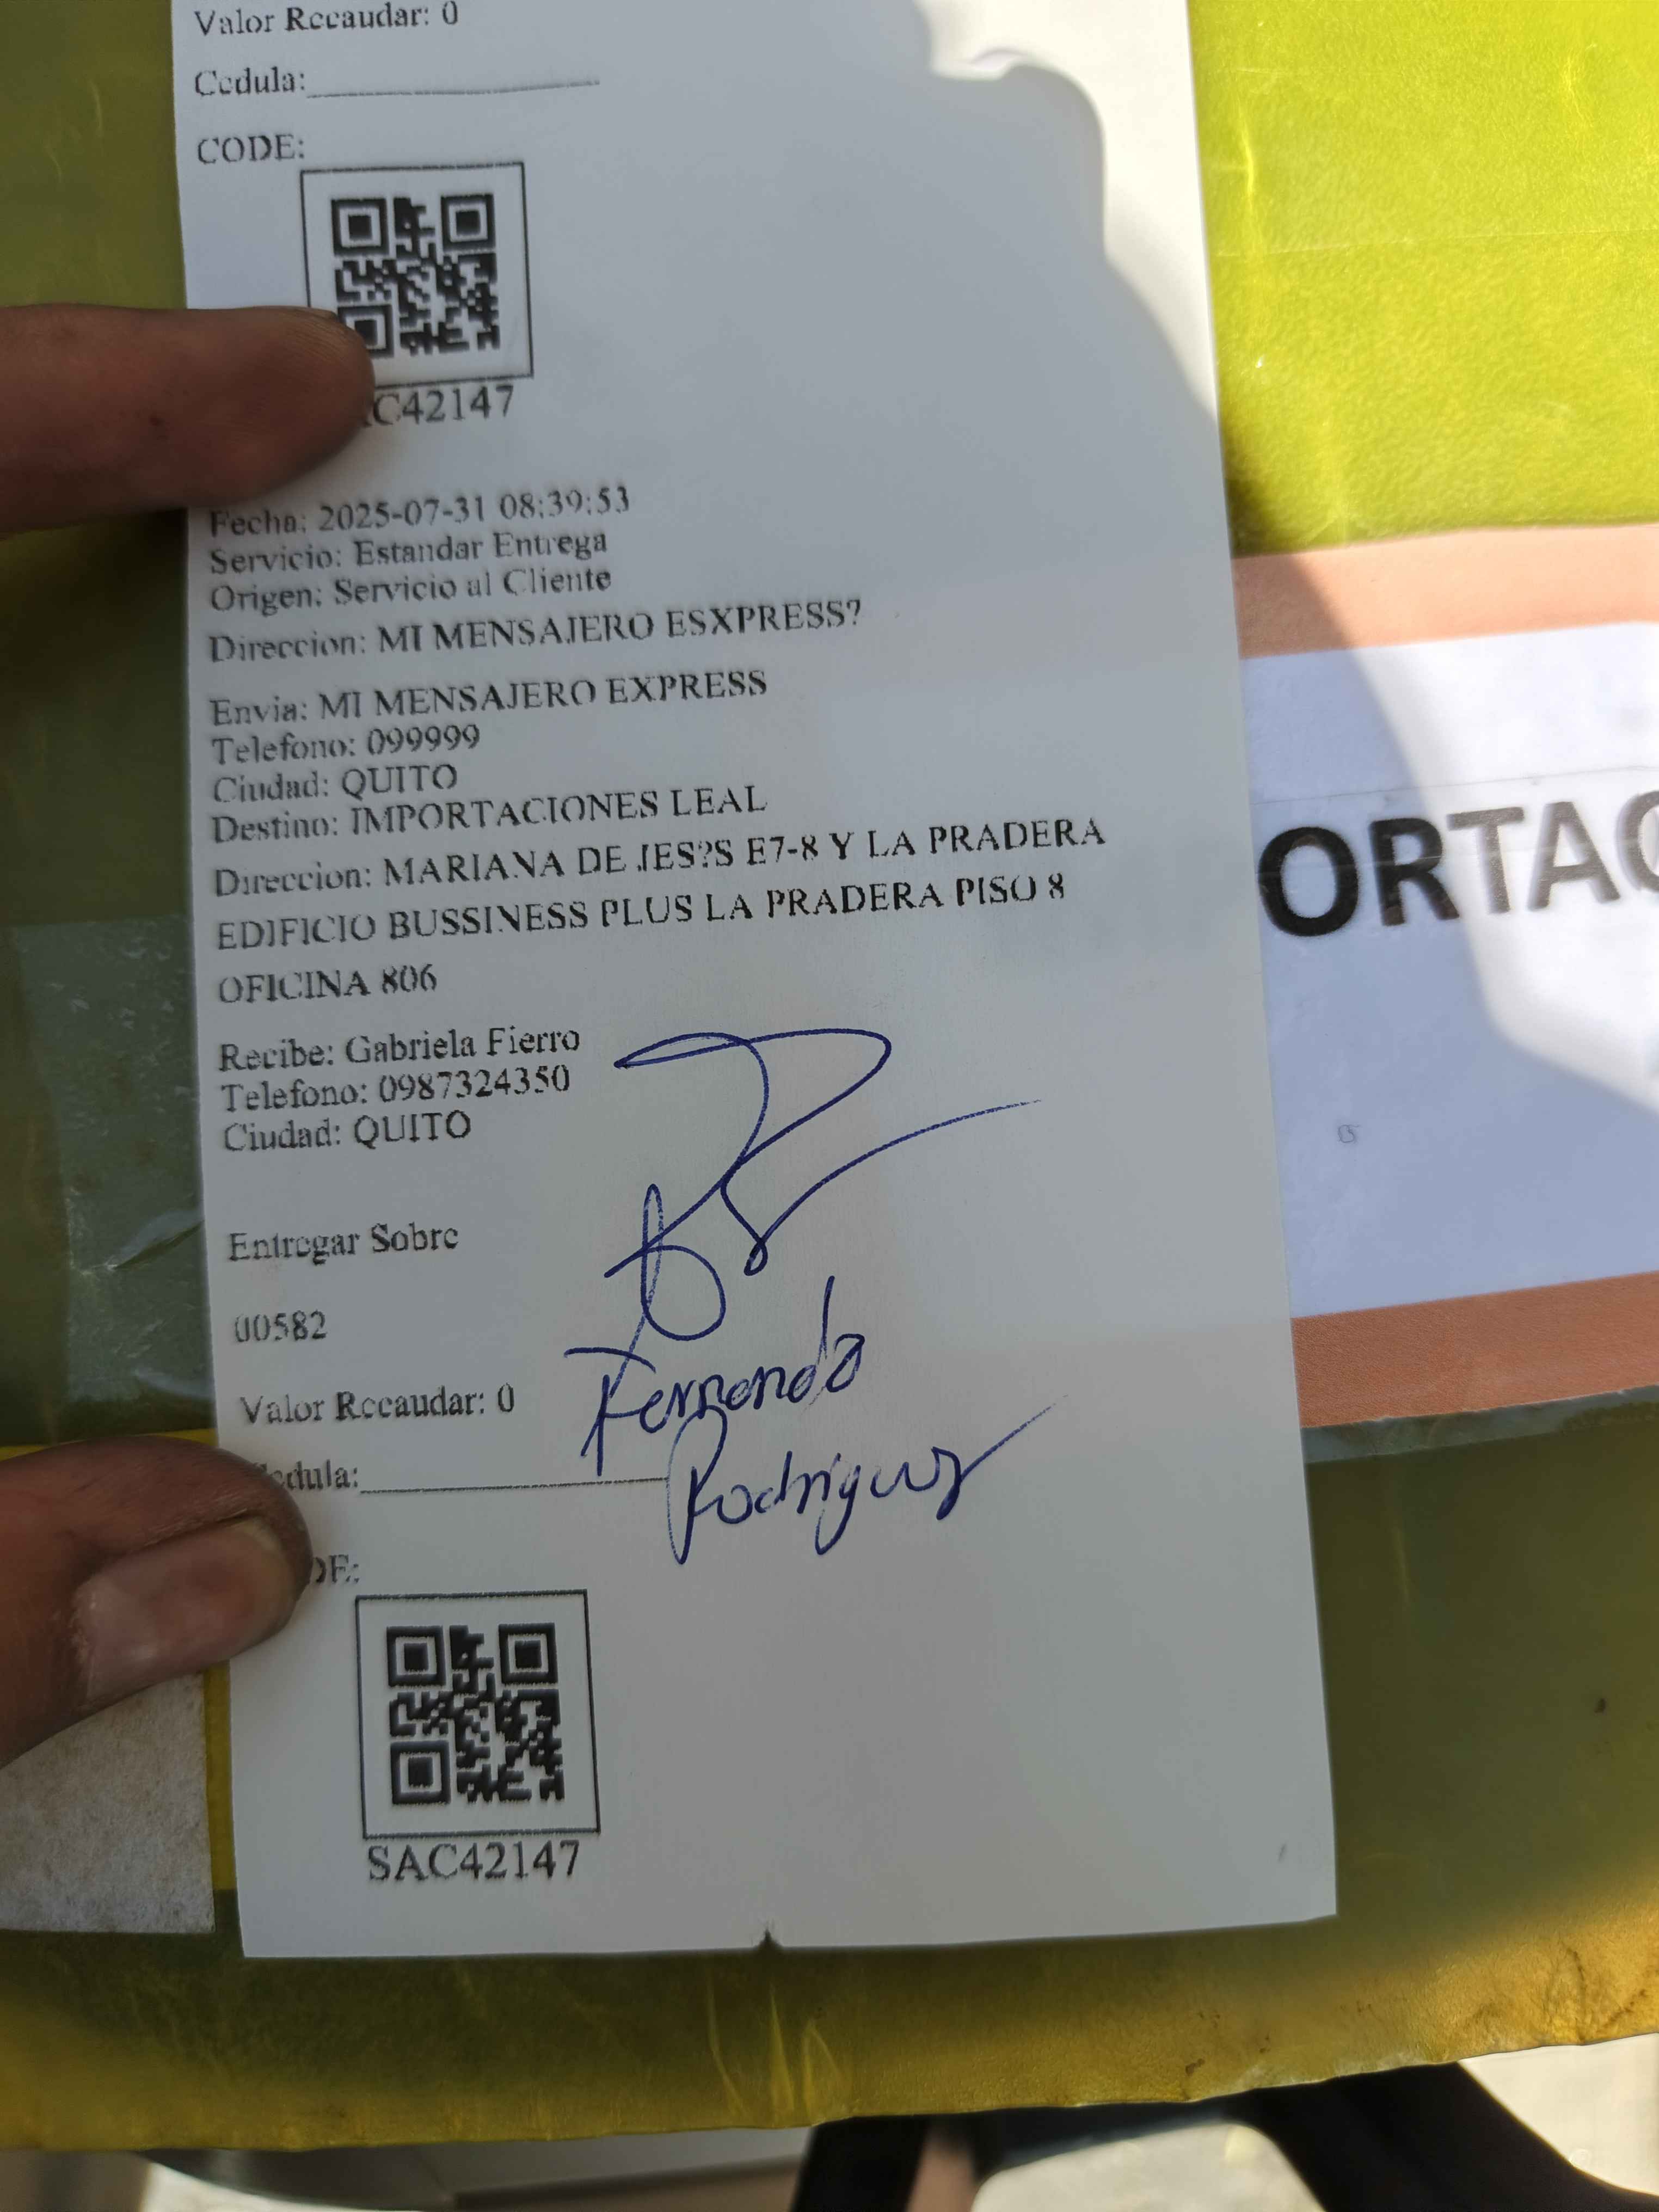 Valor Recaudar: 0
Cedula:
CODE:
C42147
Fecha: 2025-07-31 08:39:53
Servicio: Estandar Entrega
Origen: Servicio al Cliente
Direccion: MI MENSAJERO ESXPRESS?
Envia: MI MENSAJERO EXPRESS
Telefono: 099999
Ciudad: QUITO
Destino: IMPORTACIONES LEAL
Direccion: MARIANA DE JES?S E7-8 Y LA PRADERA
EDIFICIO BUSSINESS PLUS LA PRADERA PISO 8
OFICINA 806
Recibe: Gabriela Fierro
Telefono: 0987324350
Ciudad: QUITO
Entregar Sobre
00582
Valor Recaudar: 0
Fernando
Rodriguez
edula:
DE:
SAC42147
ORTAC